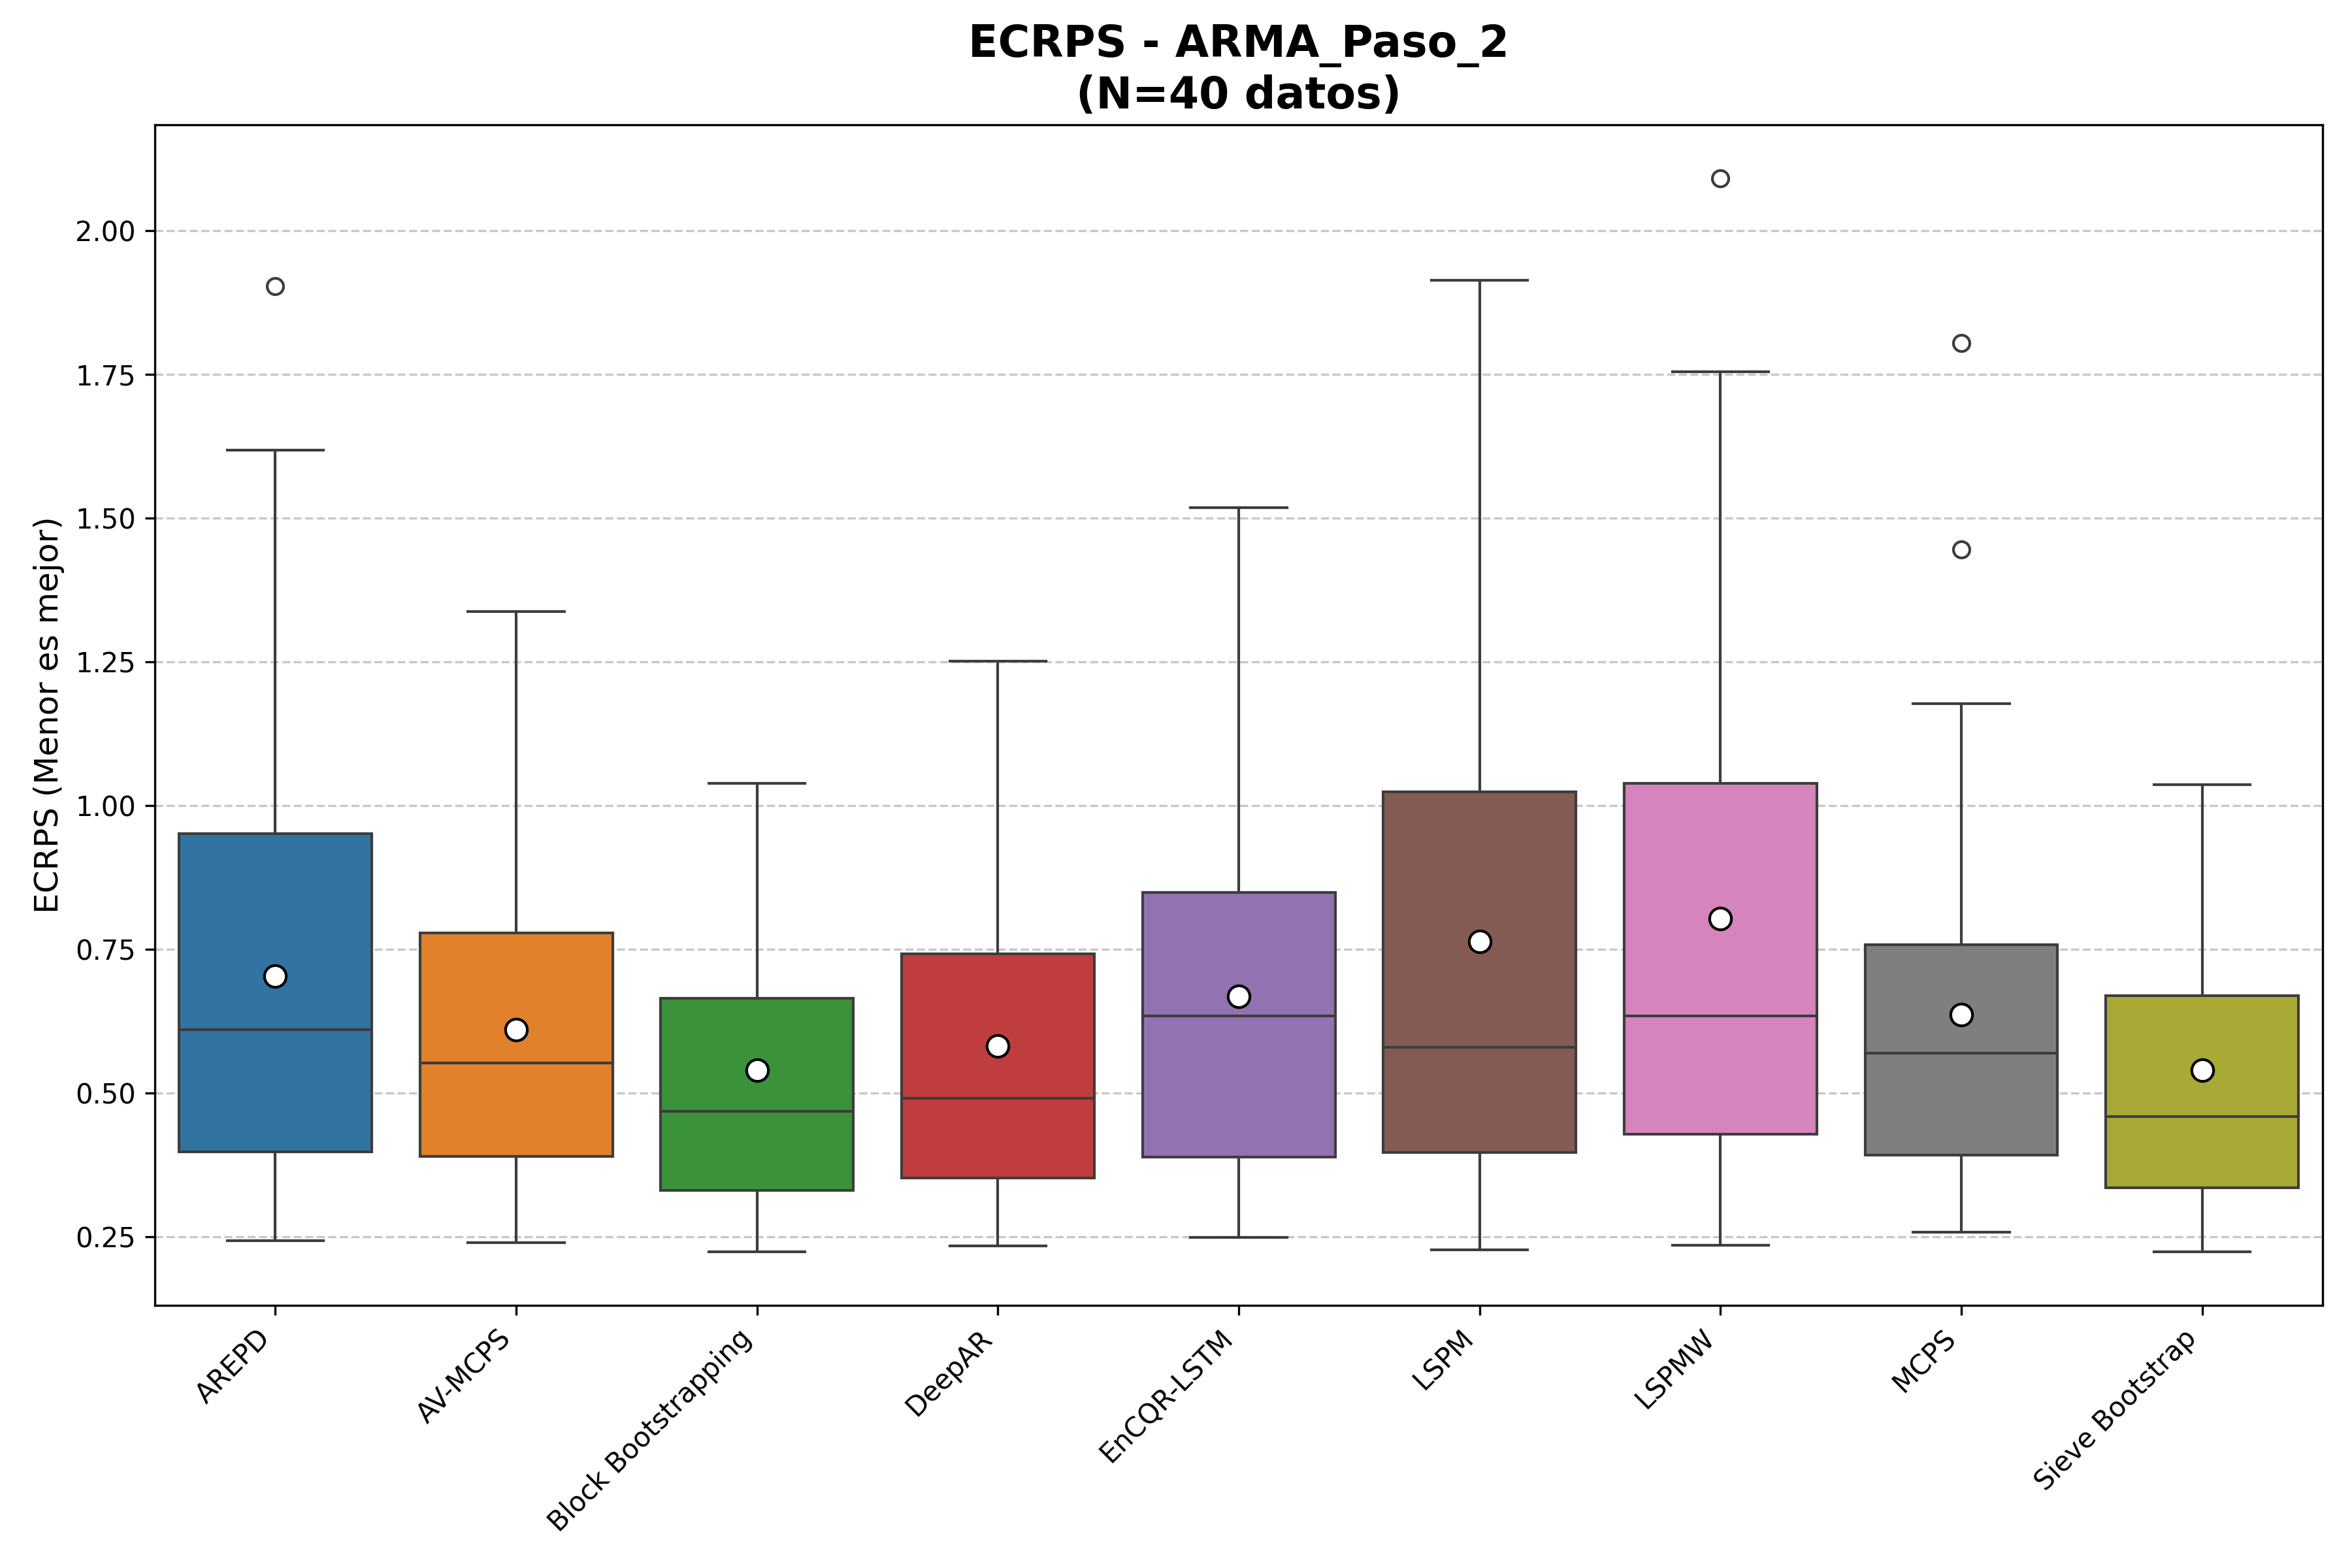 ECRPS - ARMA_Paso_2
(N=40 datos)
ECRPS (Menor es mejor)
2.00
1.75
1.50
1.25
1.00
0.75
0.50
0.25
AREPD
AV-MCPS
Block Bootstrapping
DeepAR
EnCQR-LSTM
LSPM
LSPMW
MCPS
Sieve Bootstrap